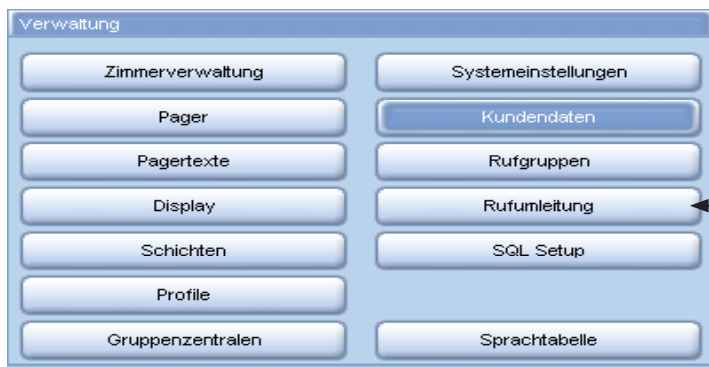 Verwaltung
Zimmerverwaltung
Systemeinstellungen
Pager
Kundendaten
Pagertexte
Rufgruppen
Display
Rufumleitung
Schichten
SQL Setup
Profile
Gruppenzentralen
Sprachtabelle